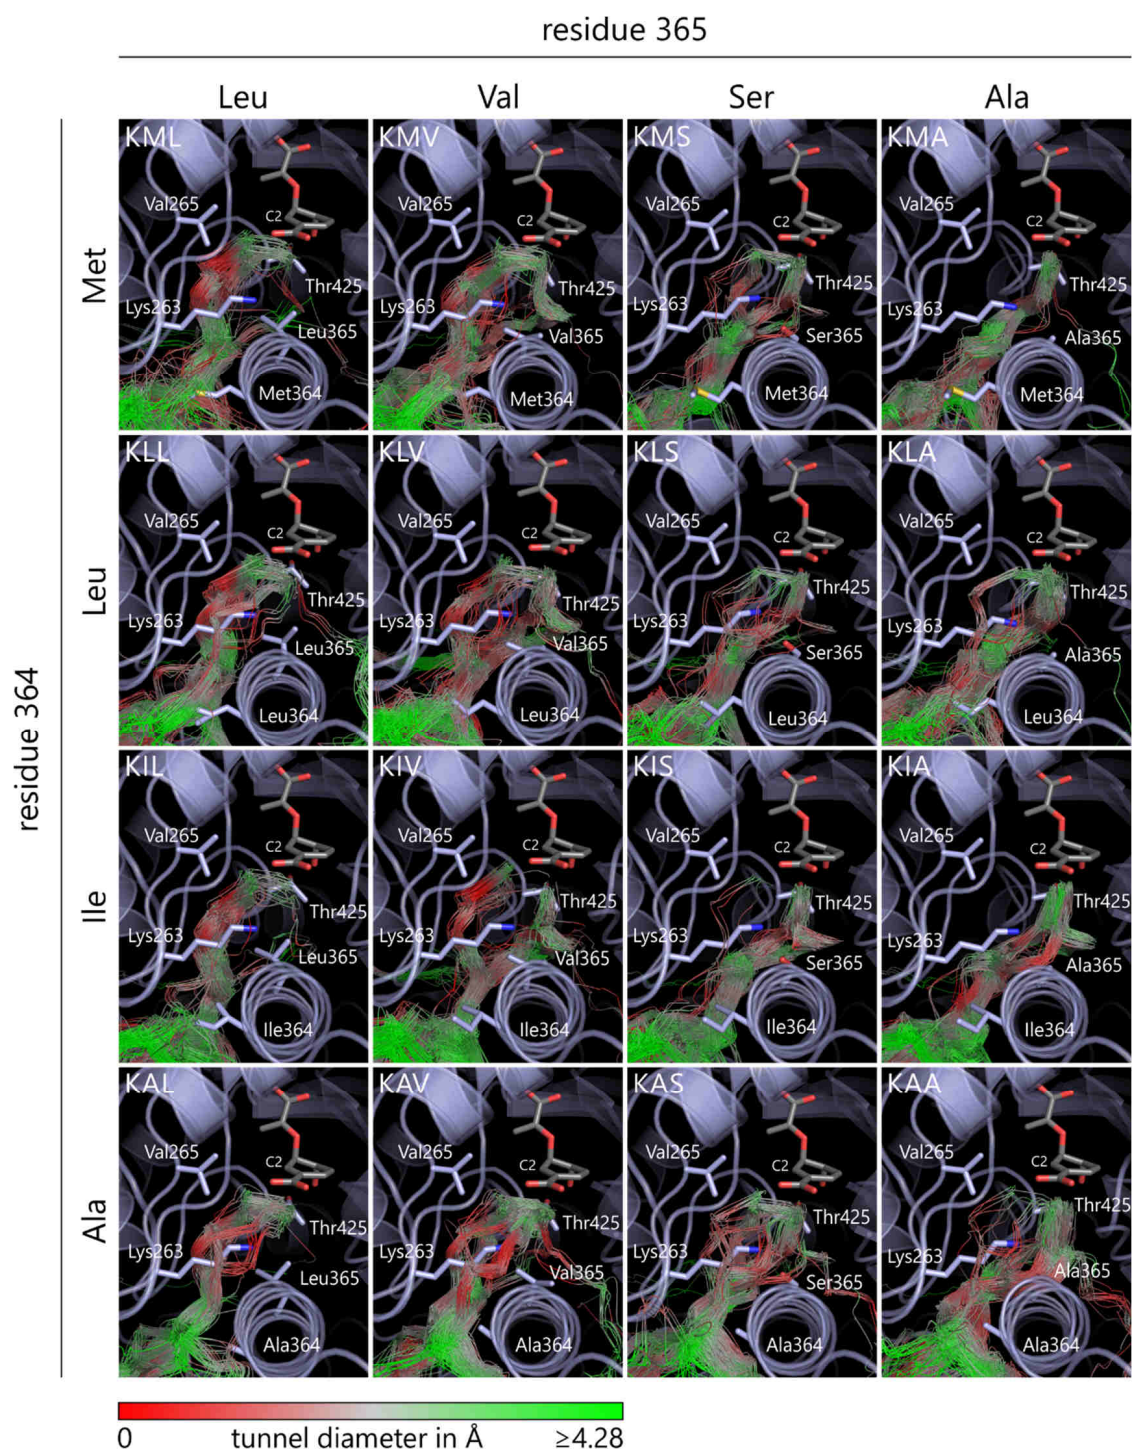 residue 365
Leu Val Ser Ala
residue 364
Met
KML KMV KMS KMA
Val265 Val265 Val265 Val265
C2 C2 C2 C2
Thr425 Thr425 Thr425 Thr425
Lys263 Lys263 Lys263 Lys263
Leu365 Val365 Ser365 Ala365
Met364 Met364 Met364 Met364
Leu
KLL KLV KLS KLA
Val265 Val265 Val265 Val265
C2 C2 C2 C2
Thr425 Thr425 Thr425 Thr425
Lys263 Lys263 Lys263 Lys263
Leu365 Val365 Ser365 Ala365
Leu364 Leu364 Leu364 Leu364
Ile
KIL KIV KIS KIA
Val265 Val265 Val265 Val265
C2 C2 C2 C2
Thr425 Thr425 Thr425 Thr425
Lys263 Lys263 Lys263 Lys263
Leu365 Val365 Ser365 Ala365
Ile364 Ile364 Ile364 Ile364
Ala
KAL KAV KAS KAA
Val265 Val265 Val265 Val265
C2 C2 C2 C2
Thr425 Thr425 Thr425 Thr425
Lys263 Lys263 Lys263 Lys263
Leu365 Val365 Ser365 Ala365
Ala364 Ala364 Ala364 Ala364
0 tunnel diameter in Å ≥4.28